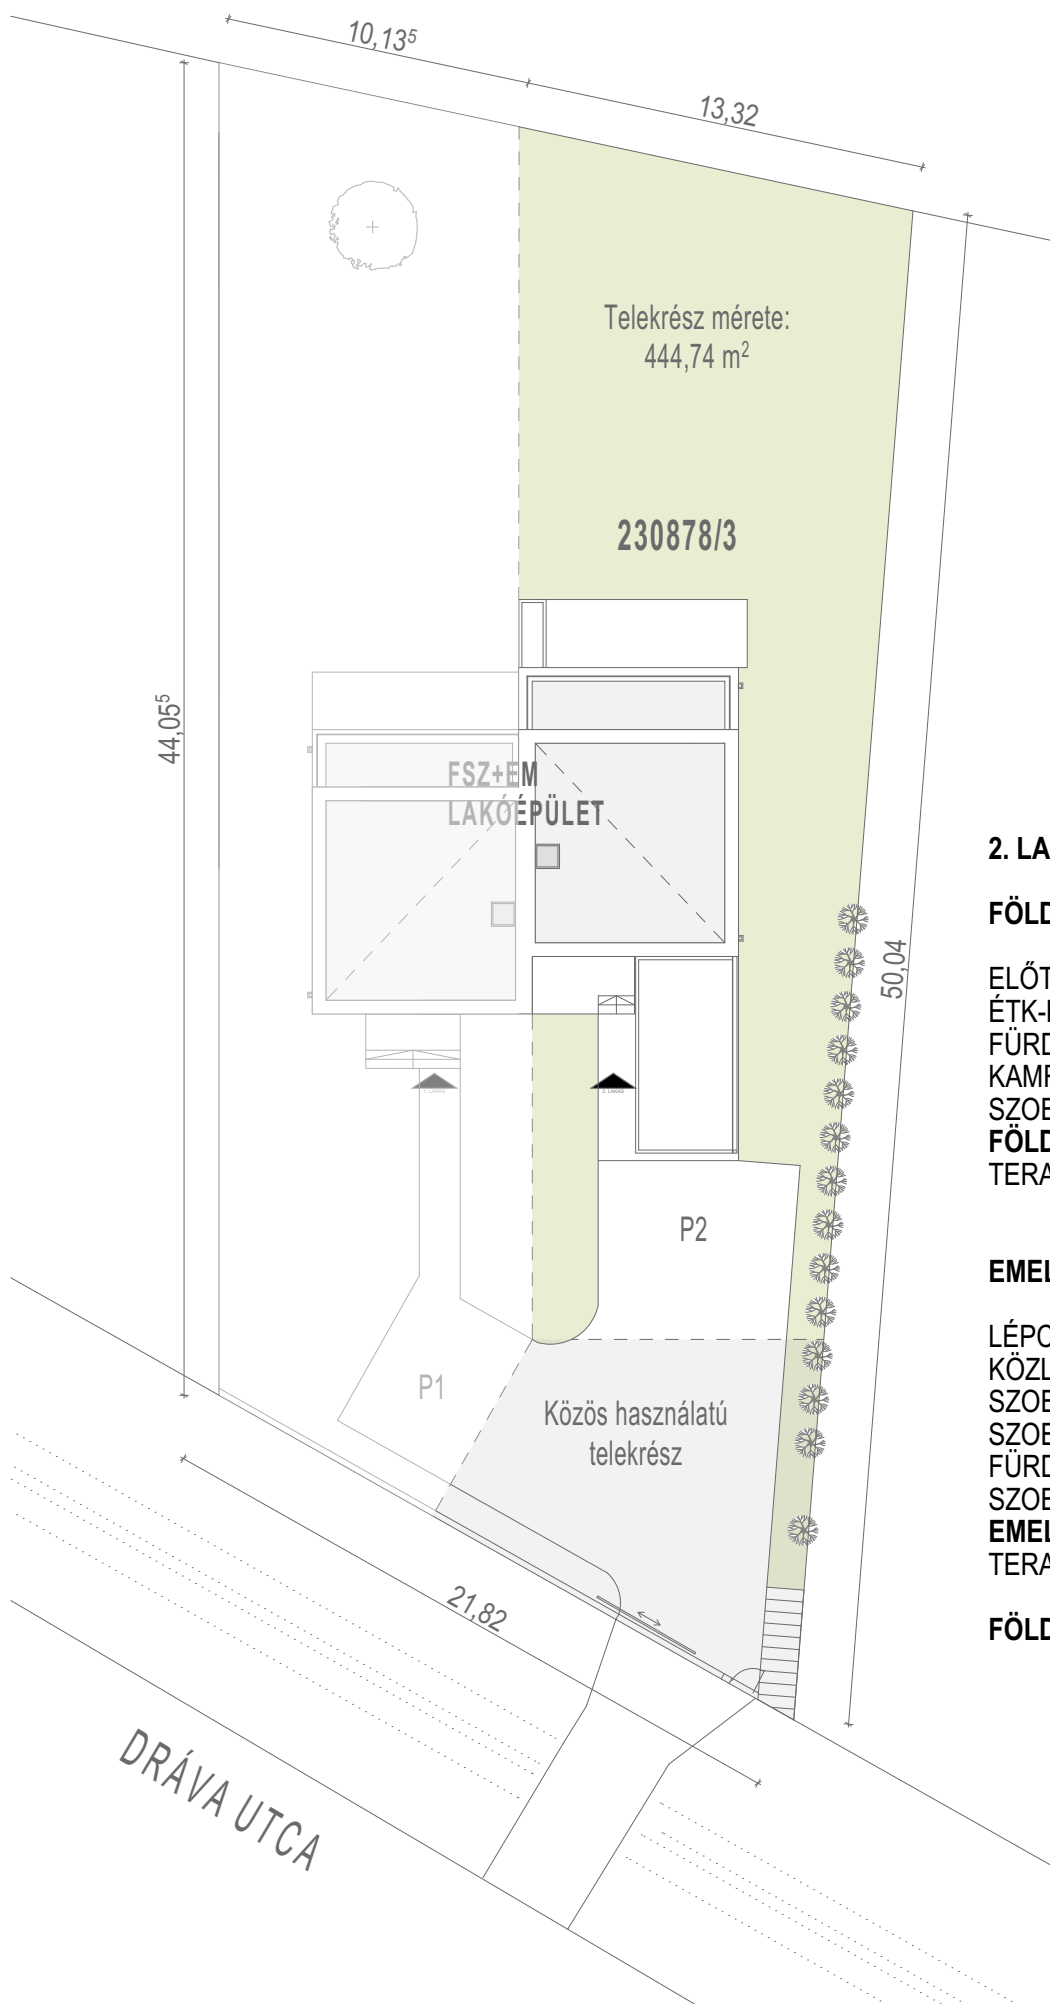 10,13⁵
13,32
Telekrész mérete:
444,74 m²
230878/3
44,05⁵
FSZ+EM
LAKÓÉPÜLET
50,04
P2
P1
Közös használatú
telekrész
21,82
DRÁVA UTCA
2. LA
FÖLD
ELŐT
ÉTK-
FÜRD
KAMR
SZOB
FÖLD
TERA
EMEL
LÉPC
KÖZL
SZOB
SZOB
FÜRD
SZOB
EMEL
TERA
FÖLD